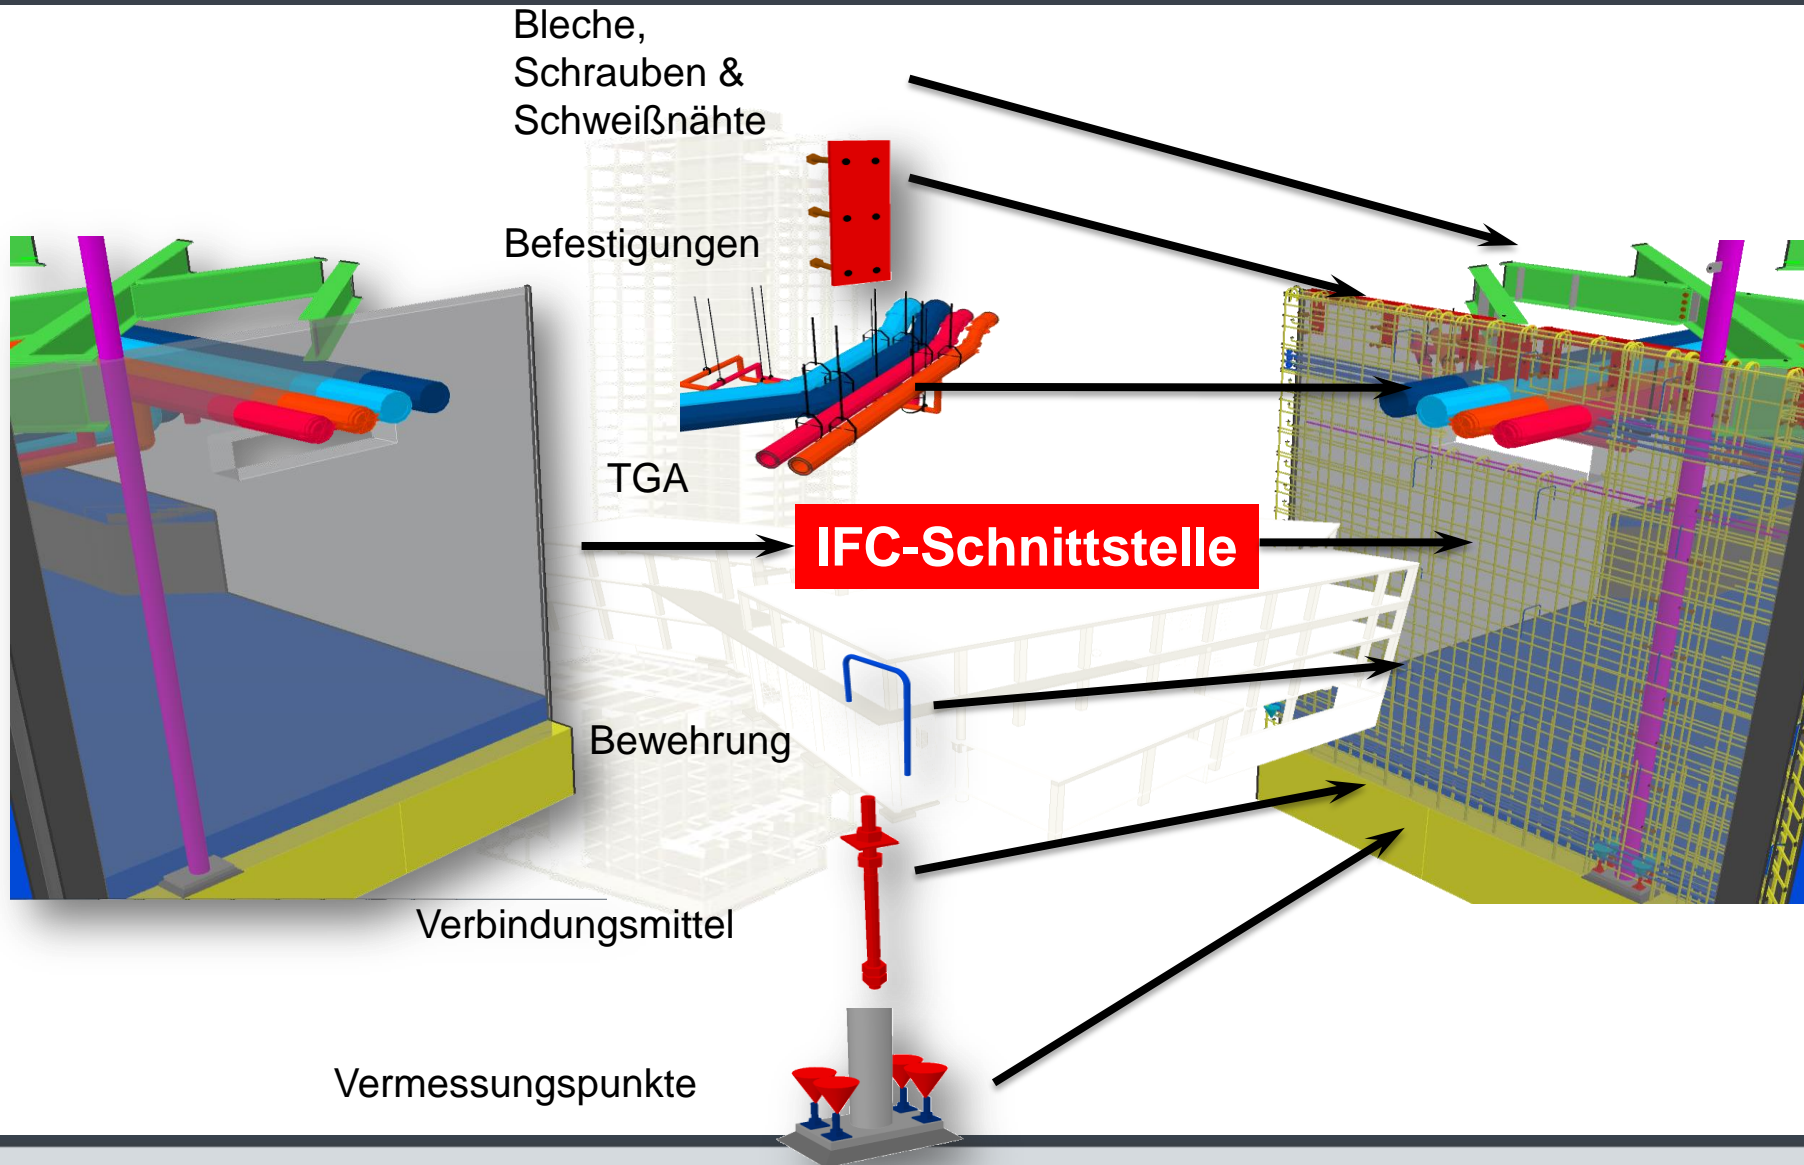 Bleche,
Schrauben &
Schweißnähte
Befestigungen
TGA
IFC-Schnittstelle
Bewehrung
Verbindungsmittel
Vermessungspunkte